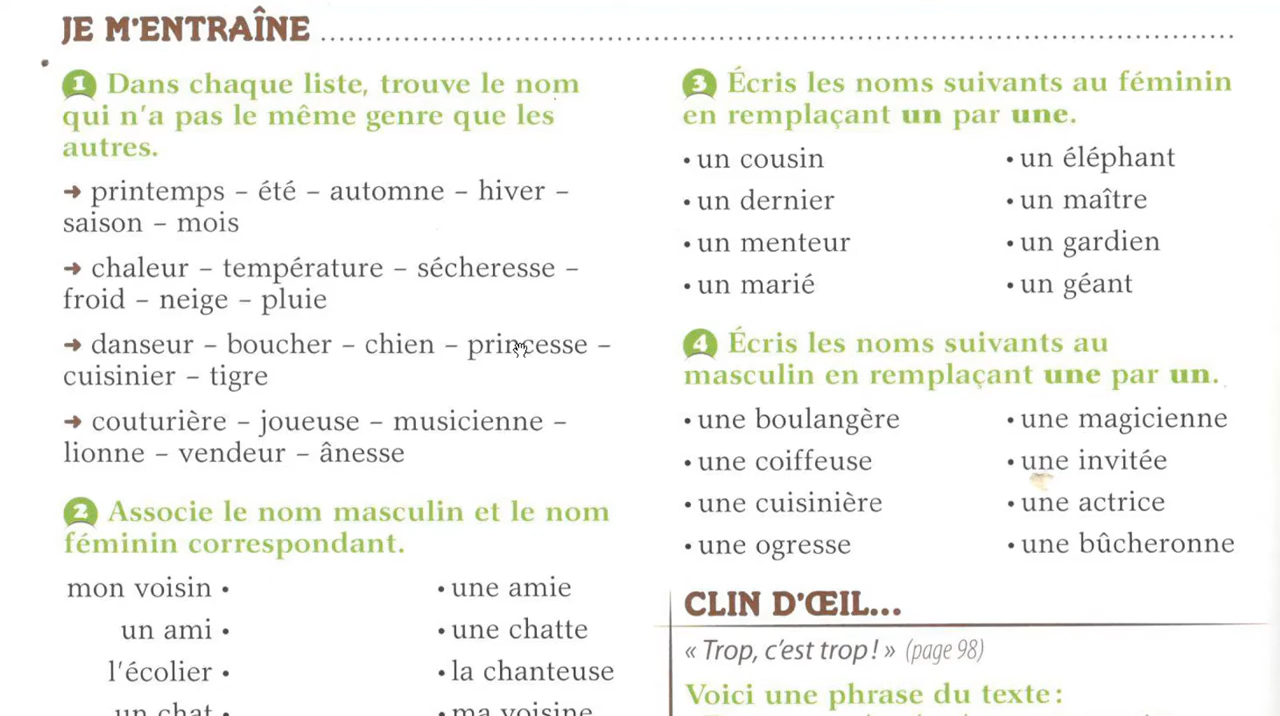 JE M'ENTRAÎNE
1 Dans chaque liste, trouve le nom
qui n'a pas le même genre que les
autres.
➜ printemps – été – automne – hiver –
saison – mois
➜ chaleur – température – sécheresse –
froid – neige – pluie
➜ danseur – boucher – chien – princesse –
cuisinier – tigre
➜ couturière – joueuse – musicienne –
lionne – vendeur – ânesse
2 Associe le nom masculin et le nom
féminin correspondant.
mon voisin • • une amie
un ami • • une chatte
l'écolier • • la chanteuse
un chat • • ma voisine
3 Écris les noms suivants au féminin
en remplaçant un par une.
• un cousin • un éléphant
• un dernier • un maître
• un menteur • un gardien
• un marié • un géant
4 Écris les noms suivants au
masculin en remplaçant une par un.
• une boulangère • une magicienne
• une coiffeuse • une invitée
• une cuisinière • une actrice
• une ogresse • une bûcheronne
CLIN D'ŒIL...
« Trop, c'est trop ! » (page 98)
Voici une phrase du texte :